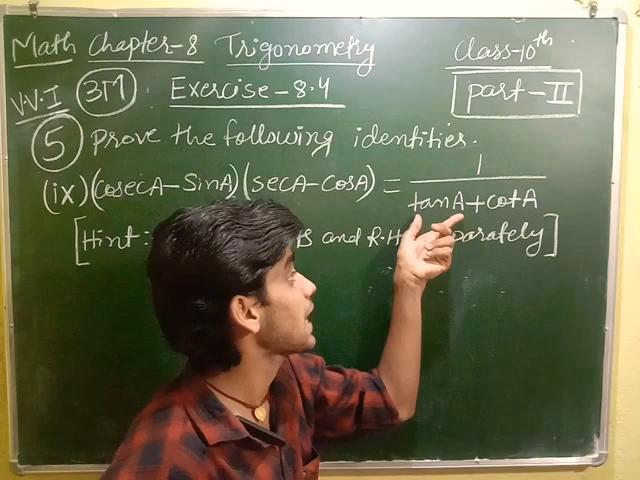 Math Chapter-8 Trigonometry Class-10th
V.V.I 3T1 Exercise-8.4 part-II
5 prove the following identities.
(ix) (cosecA-SinA)(secA-CosA) = 1/tanA+cotA
[Hint: and R.H parately]